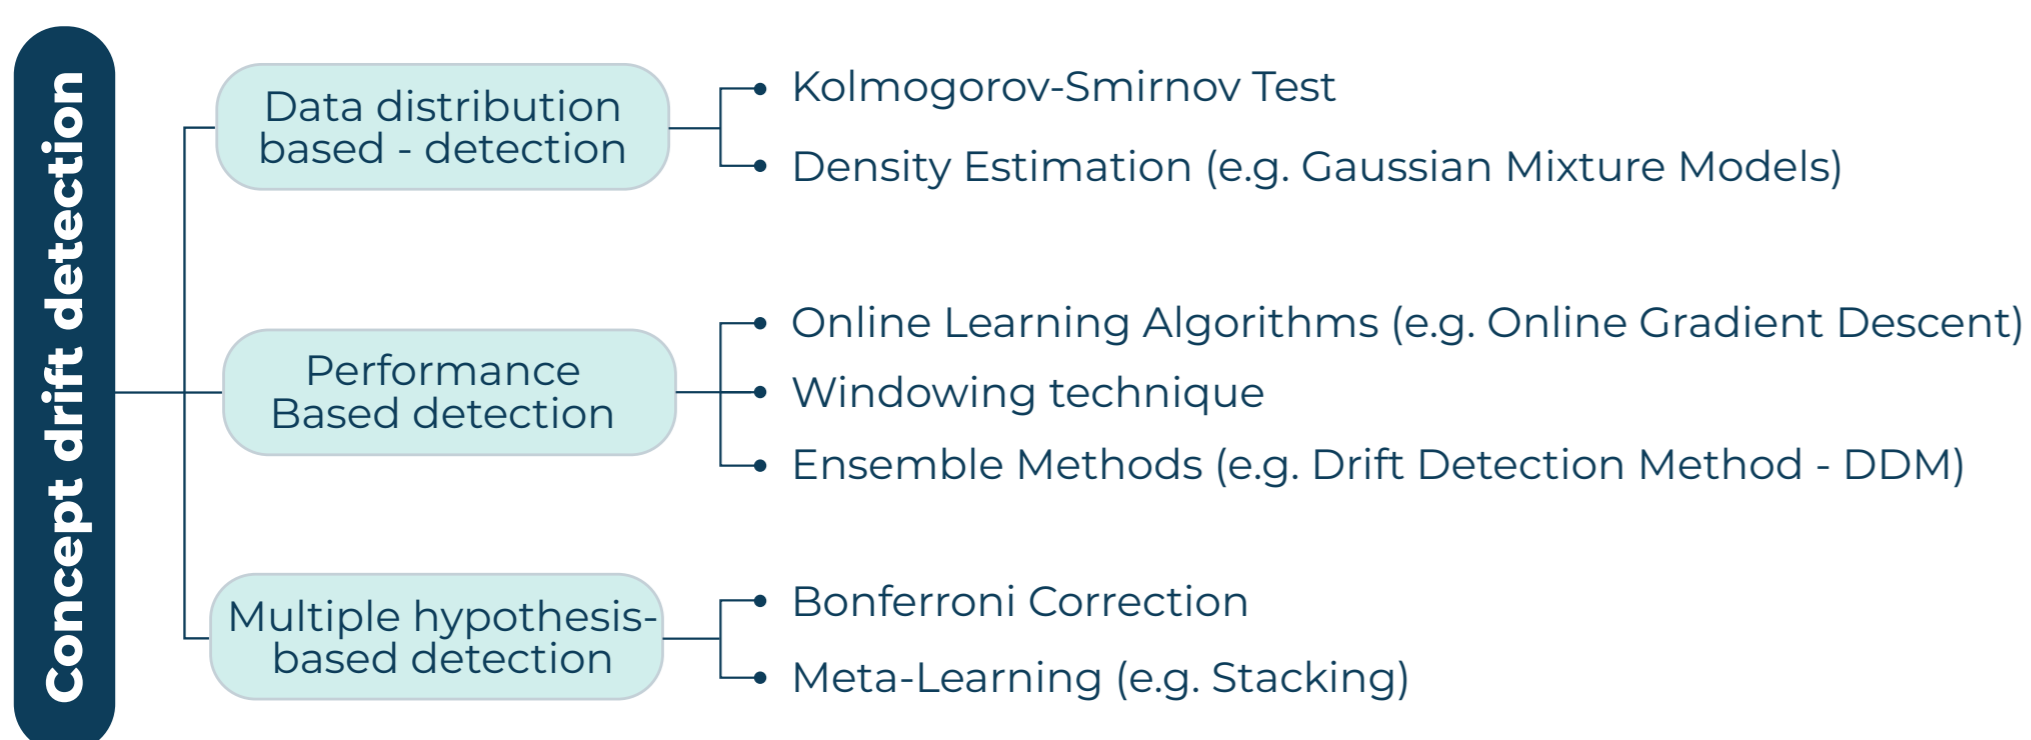 Concept drift detection
Data distribution
based - detection
Kolmogorov-Smirnov Test
Density Estimation (e.g. Gaussian Mixture Models)
Performance
Based detection
Online Learning Algorithms (e.g. Online Gradient Descent)
Windowing technique
Ensemble Methods (e.g. Drift Detection Method - DDM)
Multiple hypothesis-
based detection
Bonferroni Correction
Meta-Learning (e.g. Stacking)